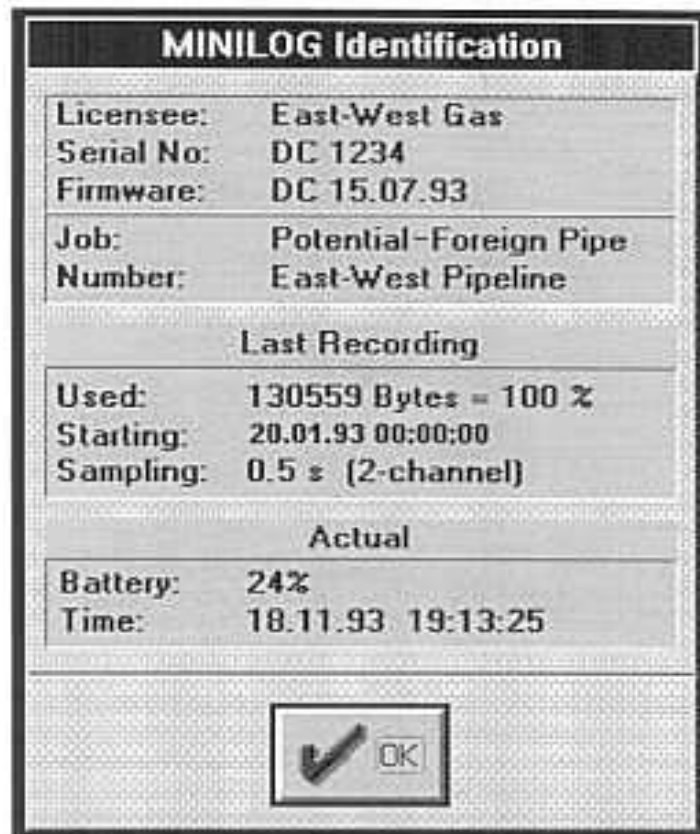 MINILOG Identification
Licensee: East-West Gas
Serial No: DC 1234
Firmware: DC 15.07.93
Job: Potential-Foreign Pipe
Number: East-West Pipeline
Last Recording
Used: 130559 Bytes = 100 %
Starting: 20.01.93 00:00:00
Sampling: 0.5 s (2-channel)
Actual
Battery: 24%
Time: 18.11.93 19:13:25
OK